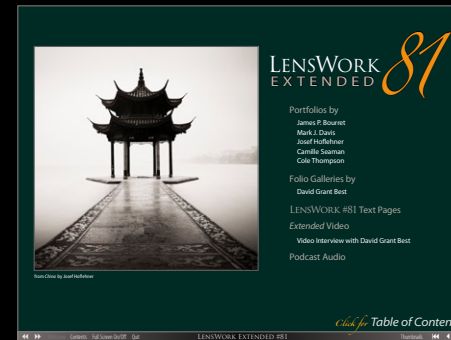 LENSWORK 81
EXTENDED
Portfolios by
James P. Bourret
Mark J. Davis
Josef Hoflehner
Camille Seaman
Cole Thompson
Folio Galleries by
David Grant Best
LENSWORK #81 Text Pages
Extended Video
Video Interview with David Grant Best
Podcast Audio
from China by Josef Hoflehner
Click for Table of Conten
Contents Full Screen On/Off Quit LENSWORK EXTENDED #81 Thumbnails